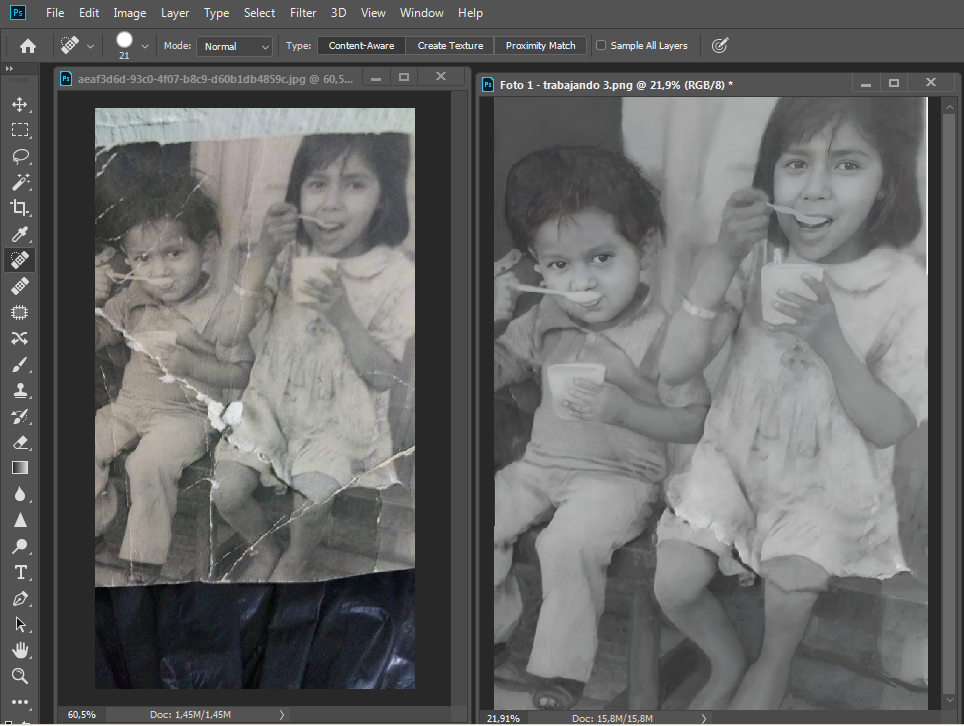 Ps File Edit Image Layer Type Select Filter 3D View Window Help
21 Mode: Normal Type: Content-Aware Create Texture Proximity Match Sample All Layers
Ps aeaf3d6d-93c0-4f07-b8c9-d60b1db4859c.jpg @ 60,5...
Ps Foto 1 - trabajando 3.png @ 21,9% (RGB/8) *
60,5% Doc: 1,45M/1,45M
21,91% Doc: 15,8M/15,8M